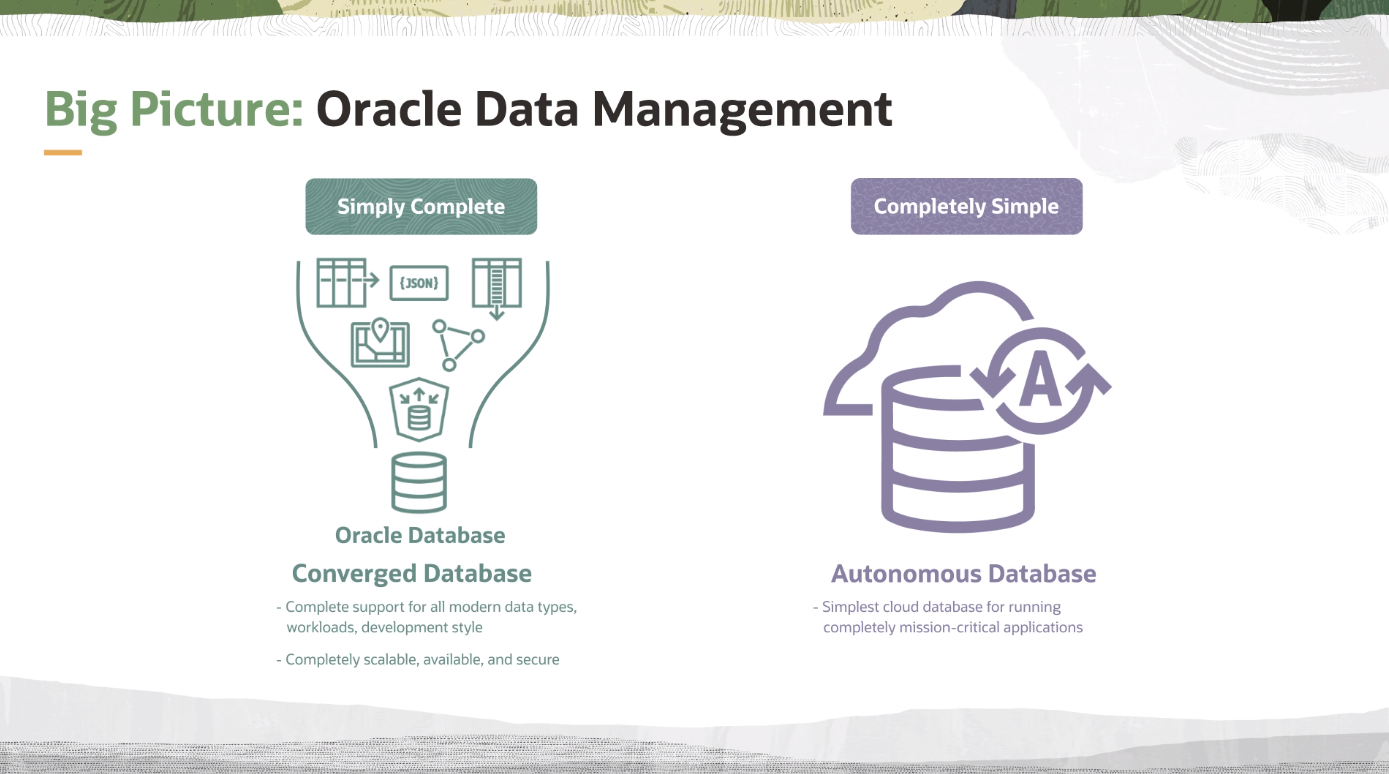 Big Picture: Oracle Data Management
Simply Complete
{JSON}
Oracle Database
Converged Database
- Complete support for all modern data types,
workloads, development style
- Completely scalable, available, and secure
Completely Simple
A
Autonomous Database
- Simplest cloud database for running
completely mission-critical applications